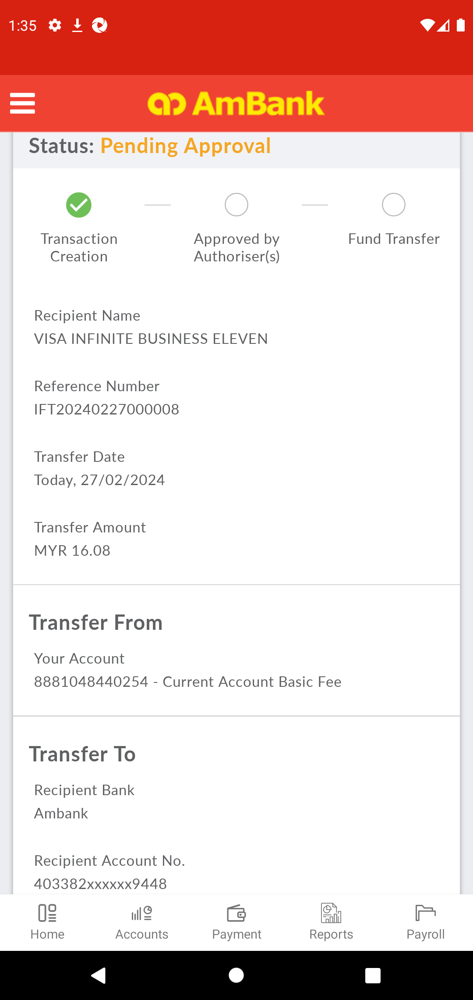 1:35
AmBank
Status: Pending Approval
Transaction Creation
Approved by Authoriser(s)
Fund Transfer
Recipient Name
VISA INFINITE BUSINESS ELEVEN
Reference Number
IFT20240227000008
Transfer Date
Today, 27/02/2024
Transfer Amount
MYR 16.08
Transfer From
Your Account
8881048440254 - Current Account Basic Fee
Transfer To
Recipient Bank
Ambank
Recipient Account No.
403382xxxxxx9448
Home
Accounts
Payment
Reports
Payroll